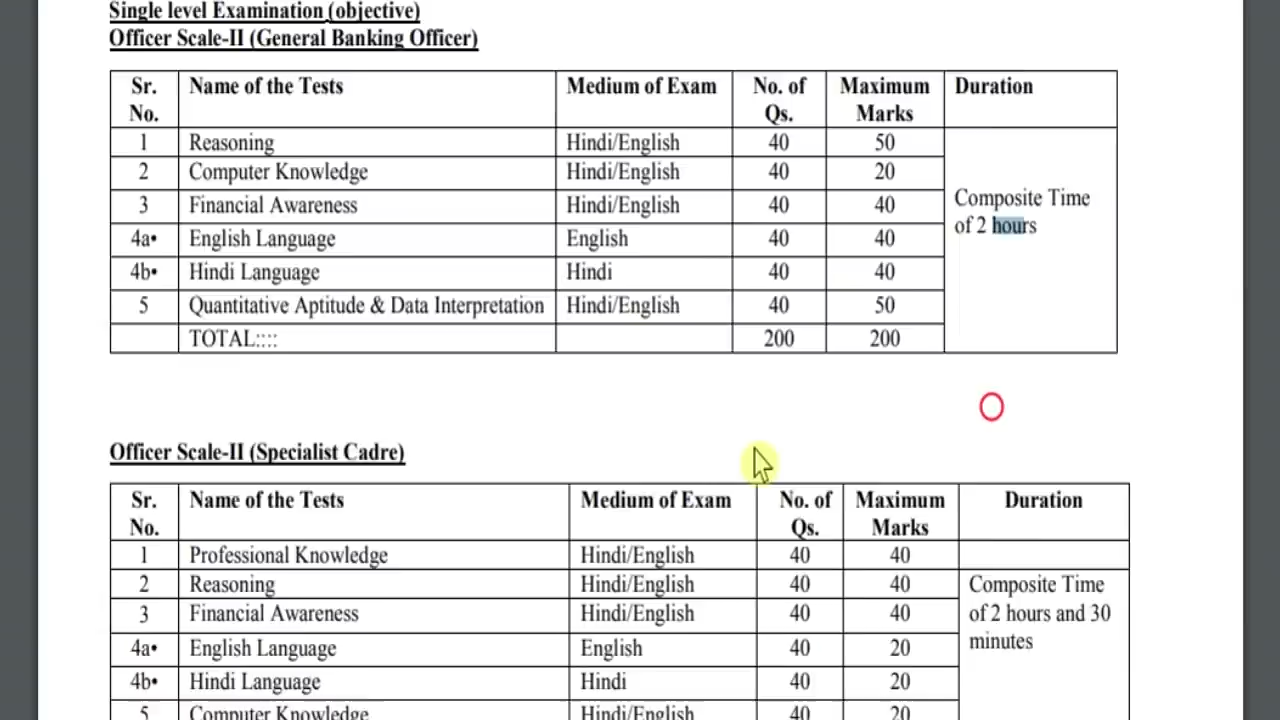 Single level Examination (objective)
Officer Scale-II (General Banking Officer)
Sr. No. Name of the Tests Medium of Exam No. of Qs. Maximum Marks Duration
1 Reasoning Hindi/English 40 50 Composite Time of 2 hours
2 Computer Knowledge Hindi/English 40 20
3 Financial Awareness Hindi/English 40 40
4a• English Language English 40 40
4b• Hindi Language Hindi 40 40
5 Quantitative Aptitude & Data Interpretation Hindi/English 40 50
TOTAL:::: 200 200
Officer Scale-II (Specialist Cadre)
Sr. No. Name of the Tests Medium of Exam No. of Qs. Maximum Marks Duration
1 Professional Knowledge Hindi/English 40 40
2 Reasoning Hindi/English 40 40 Composite Time of 2 hours and 30 minutes
3 Financial Awareness Hindi/English 40 40
4a• English Language English 40 20
4b• Hindi Language Hindi 40 20
5 Computer Knowledge Hindi/English 40 20